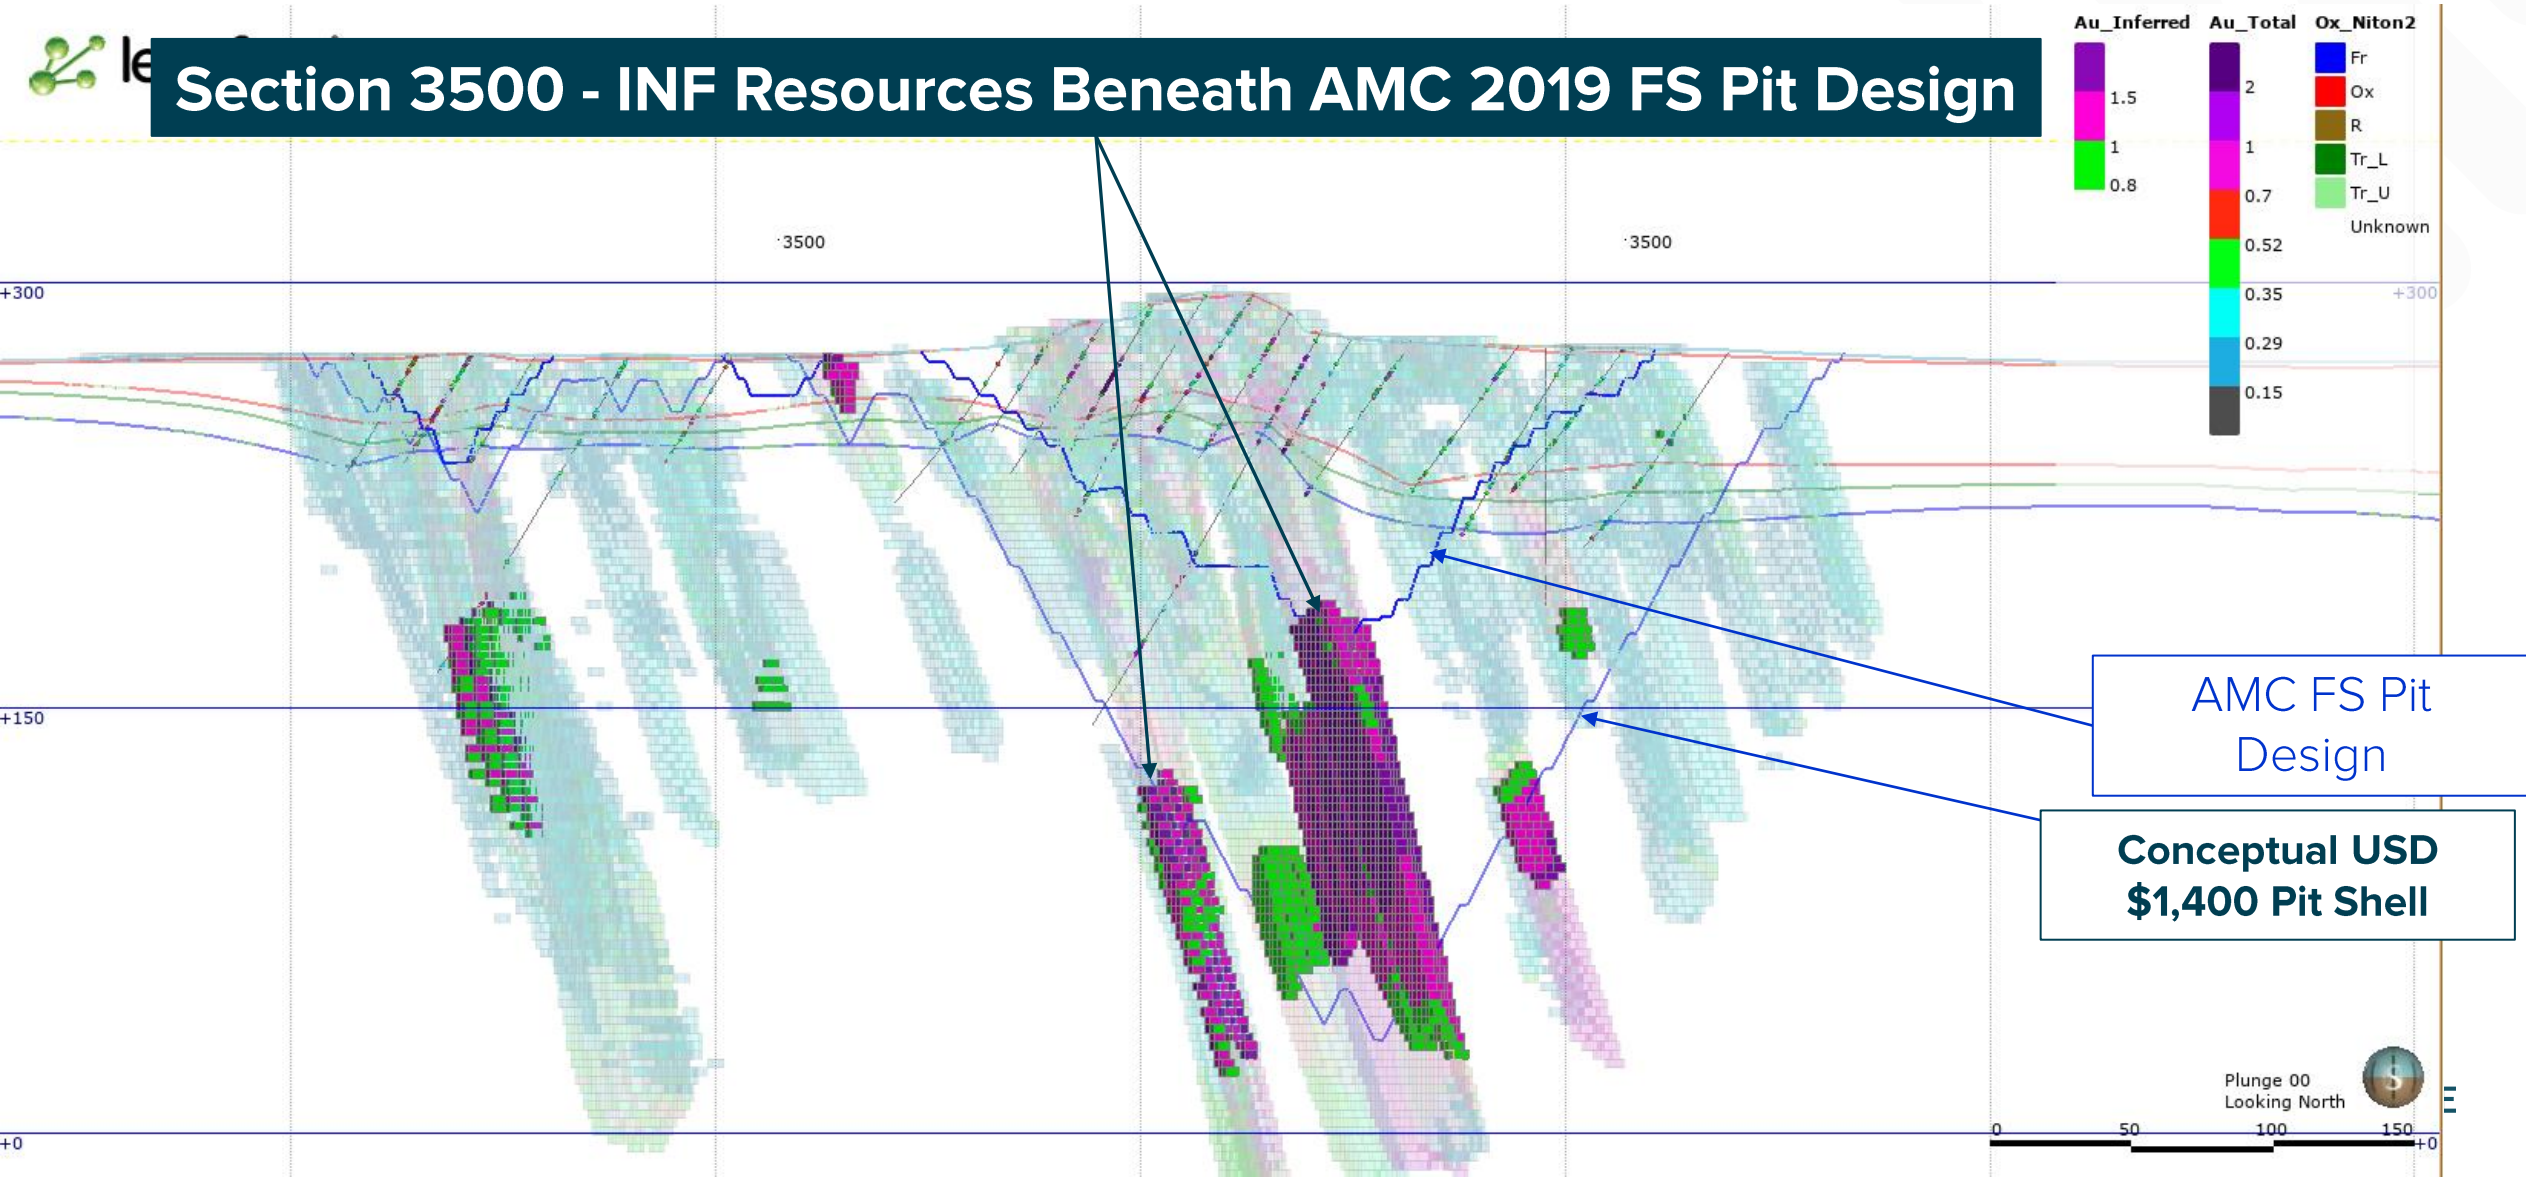 Section 3500 - INF Resources Beneath AMC 2019 FS Pit Design
Au_Inferred
1.5
1
0.8
Au_Total
2
1
0.7
0.52
0.35
0.29
0.15
Ox_Niton2
Fr
Ox
R
Tr_L
Tr_U
Unknown
3500
3500
+300
+300
+150
AMC FS Pit
Design
Conceptual USD
$1,400 Pit Shell
Plunge 00
Looking North
S
0
50
100
150
+0
+0